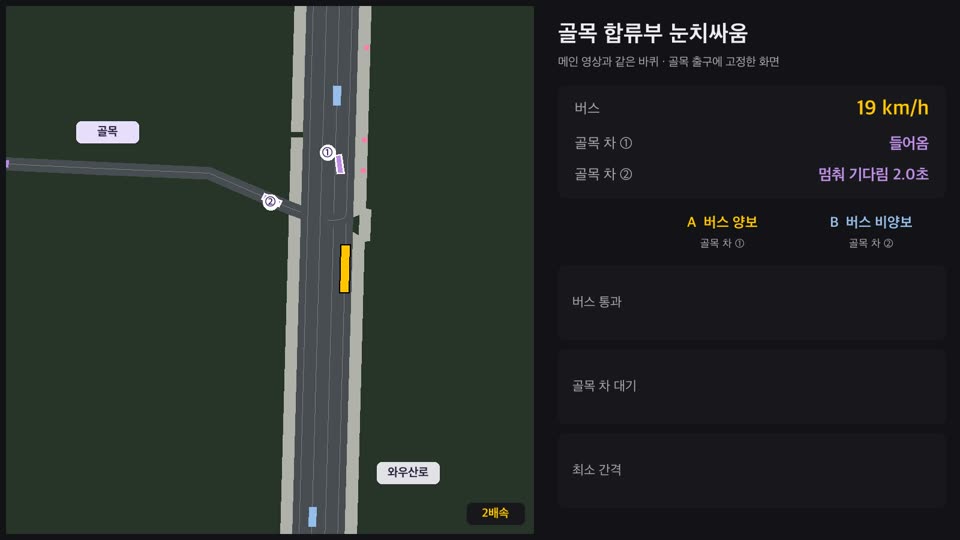 골목 합류부 눈치싸움
메인 영상과 같은 바퀴 · 골목 출구에 고정한 화면
버스 19 km/h
골목 차 ① 들어옴
골목 차 ② 멈춰 기다림 2.0초
A 버스 양보 B 버스 비양보
골목 차 ① 골목 차 ②
버스 통과
골목 차 대기
최소 간격
골목
①
②
와우산로
2배속